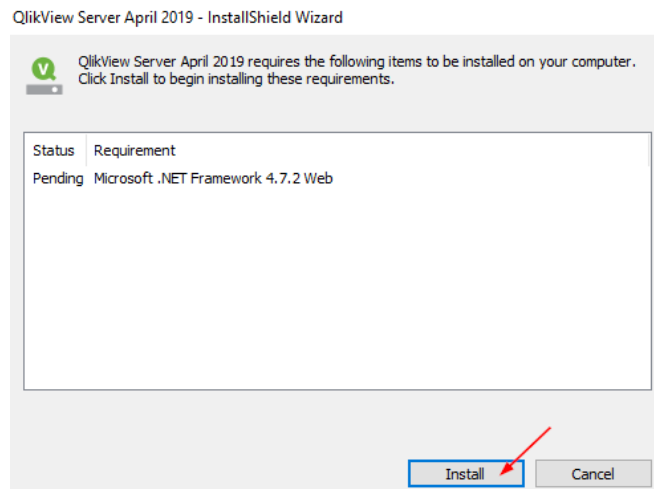 QlikView Server April 2019 - InstallShield Wizard
QlikView Server April 2019 requires the following items to be installed on your computer.
Click Install to begin installing these requirements.
Status Requirement
Pending Microsoft .NET Framework 4.7.2 Web
Install Cancel